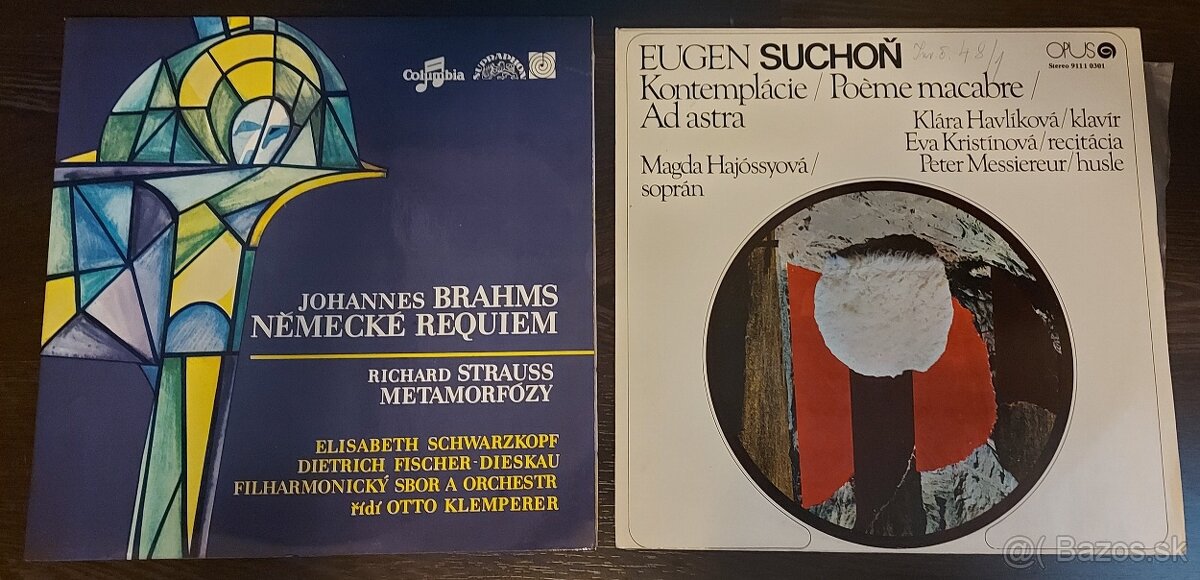 Columbia
SUPRAPHON
JOHANNES BRAHMS
NĚMECKÉ REQUIEM
RICHARD STRAUSS
METAMORFÓZY
ELISABETH SCHWARZKOPF
DIETRICH FISCHER-DIESKAU
FILHARMONICKÝ SBOR A ORCHESTR
řídí OTTO KLEMPERER
EUGEN SUCHOŇ
Kontemplácie / Poème macabre /
Ad astra
OPUS
Stereo 9111 0301
Klára Havlíková/klavír
Eva Kristínová/recitácia
Peter Messiereur/husle
Magda Hajóssyová/
soprán
@( Bazos.sk